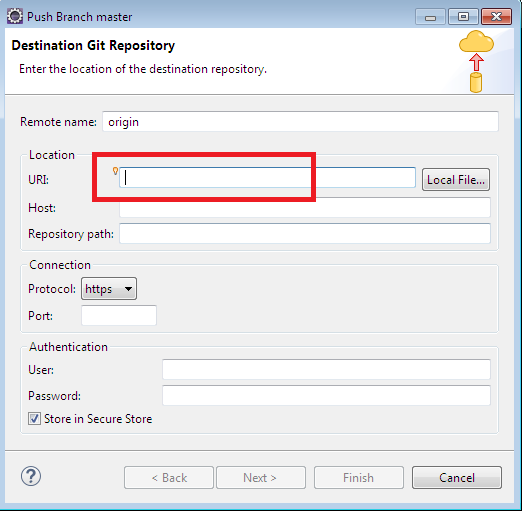 Push Branch master
Destination Git Repository
Enter the location of the destination repository.
Remote name: origin
Location
URI: Local File...
Host:
Repository path:
Connection
Protocol: https
Port:
Authentication
User:
Password:
Store in Secure Store
< Back Next > Finish Cancel